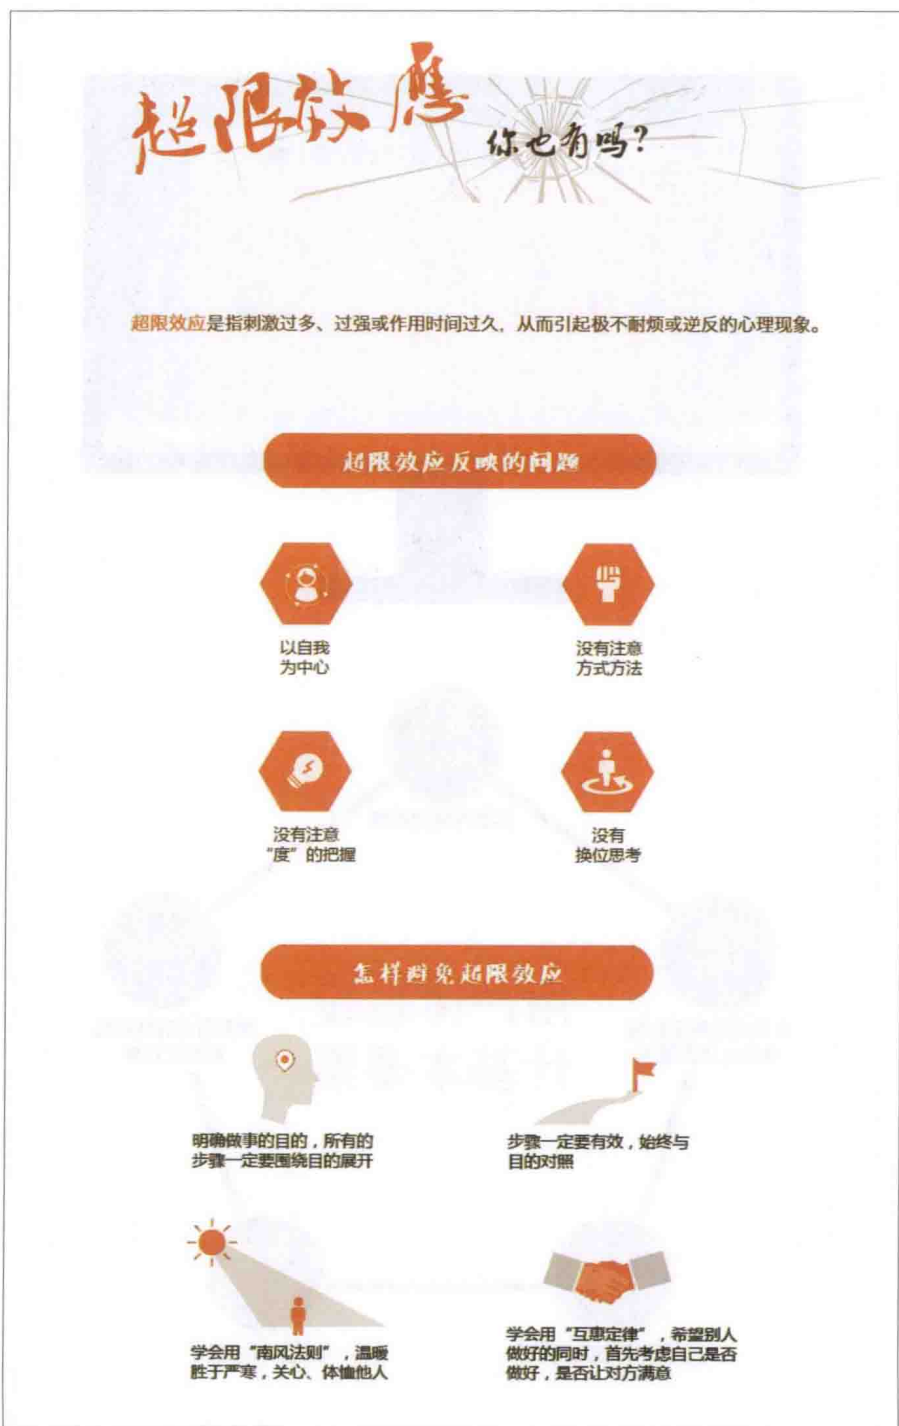 超限效應
你也有吗?
超限效应是指刺激过多、过强或作用时间过久，从而引起极不耐烦或逆反的心理现象。
超限效应反映的问题
以自我
为中心
没有注意
方式方法
没有注意
“度”的把握
没有
换位思考
怎样避免超限效应
明确做事的目的，所有的
步骤一定要围绕目的展开
步骤一定要有效，始终与
目的对照
学会用“南风法则”，温暖
胜于严寒，关心、体恤他人
学会用“互惠定律”，希望别人
做好的同时，首先考虑自己是否
做好，是否让对方满意